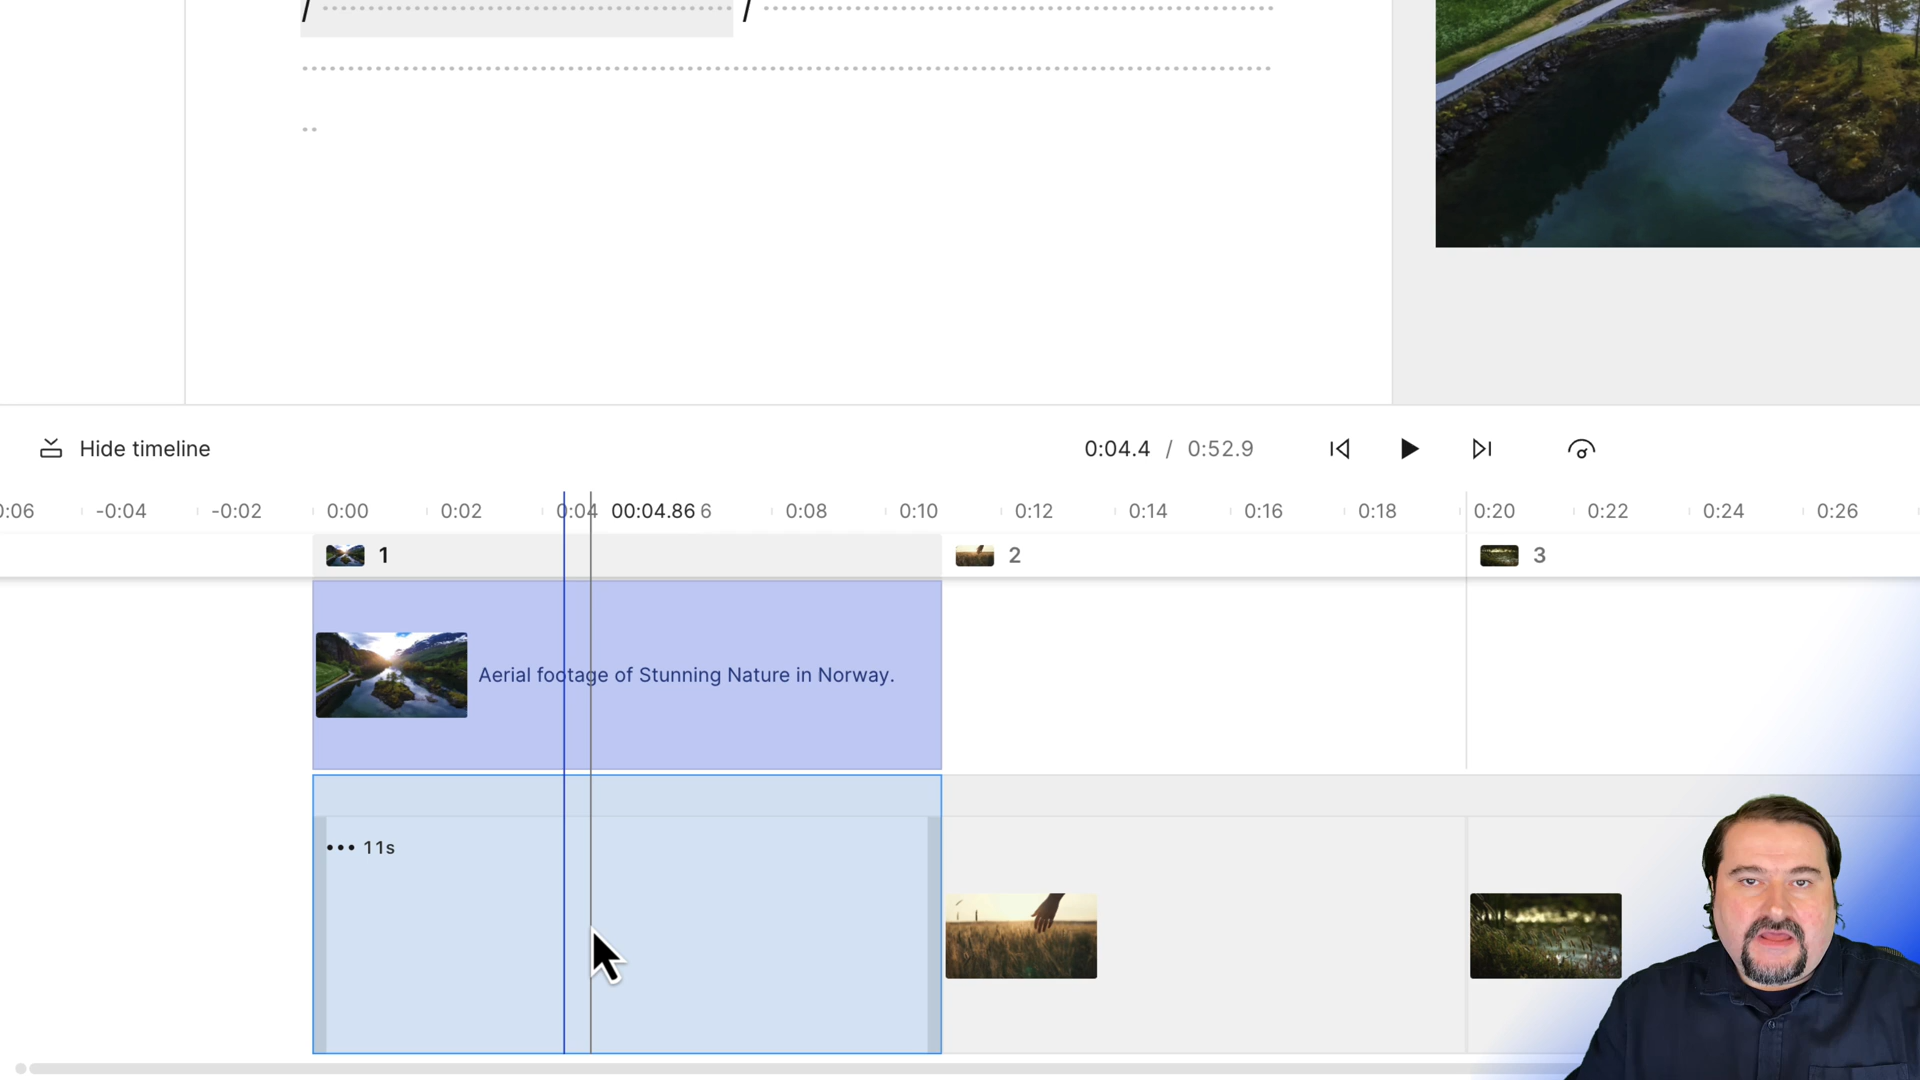 / /
Hide timeline
0:04.4 / 0:52.9
0:06 -0:04 -0:02 0:00 0:02 0:04 00:04.86 6 0:08 0:10 0:12 0:14 0:16 0:18 0:20 0:22 0:24 0:26
1 2 3
Aerial footage of Stunning Nature in Norway.
••• 11s